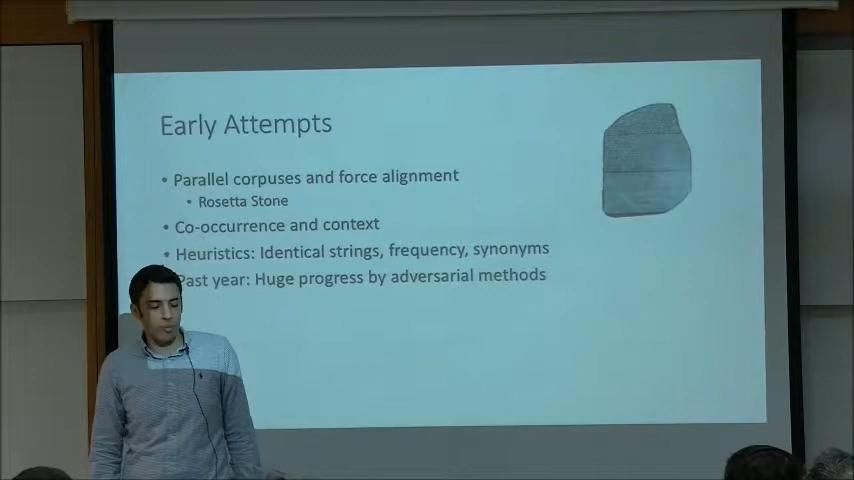 Early Attempts
• Parallel corpuses and force alignment
• Rosetta Stone
• Co-occurrence and context
• Heuristics: Identical strings, frequency, synonyms
• Past year: Huge progress by adversarial methods